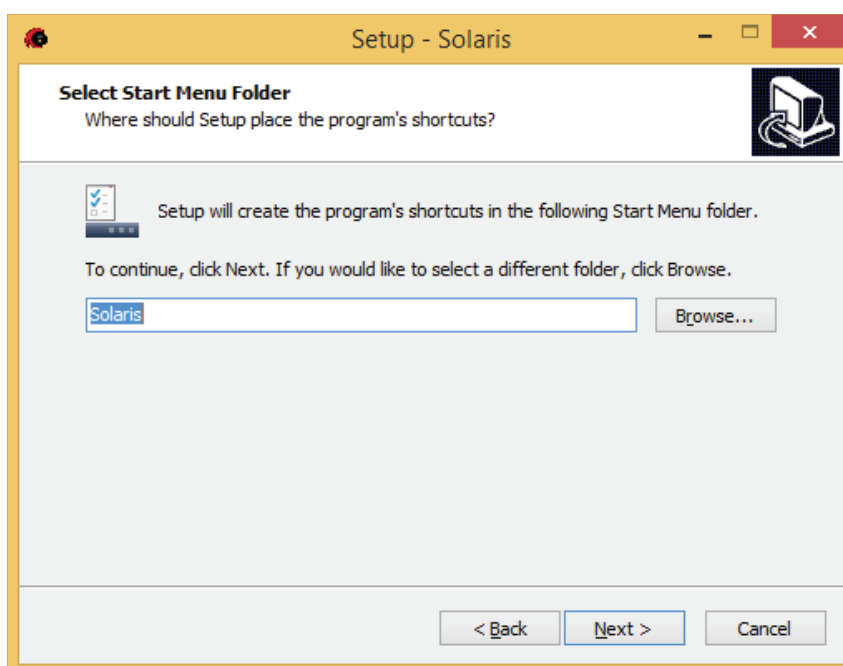 Setup - Solaris
Select Start Menu Folder
Where should Setup place the program's shortcuts?
Setup will create the program's shortcuts in the following Start Menu folder.
To continue, click Next. If you would like to select a different folder, click Browse.
Solaris
Browse...
< Back
Next >
Cancel